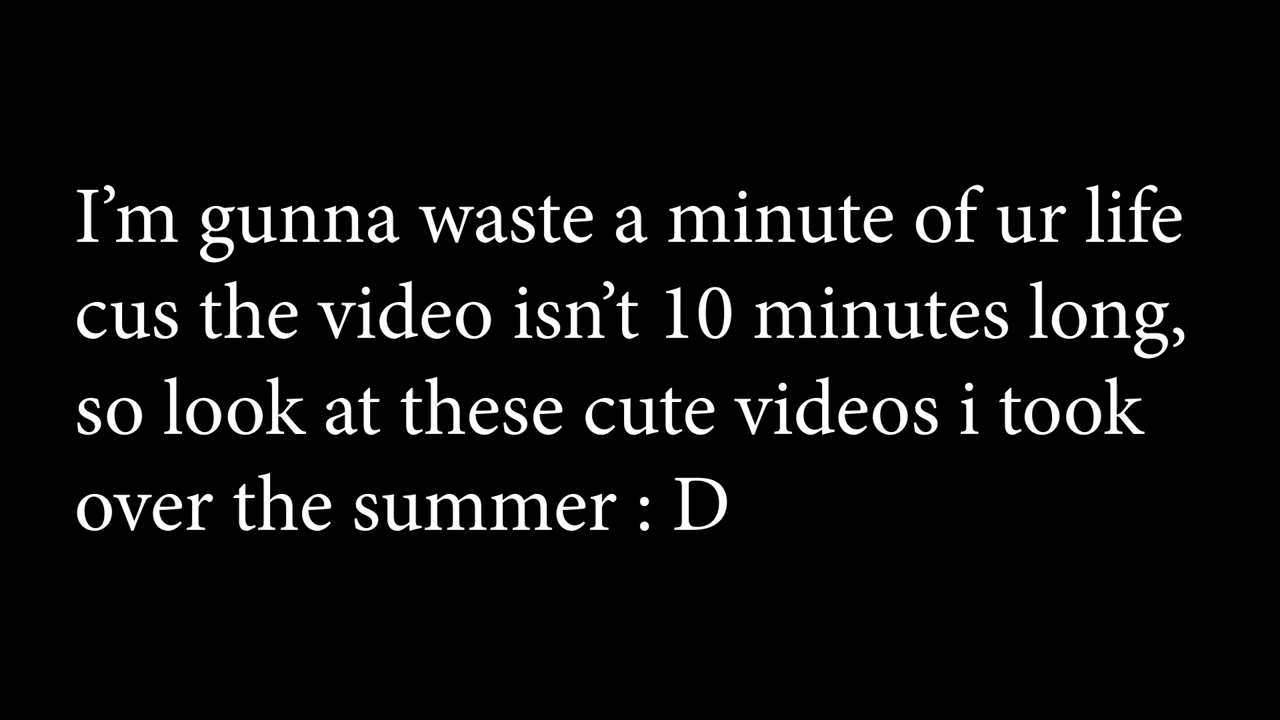 I’m gunna waste a minute of ur life
cus the video isn’t 10 minutes long,
so look at these cute videos i took
over the summer : D